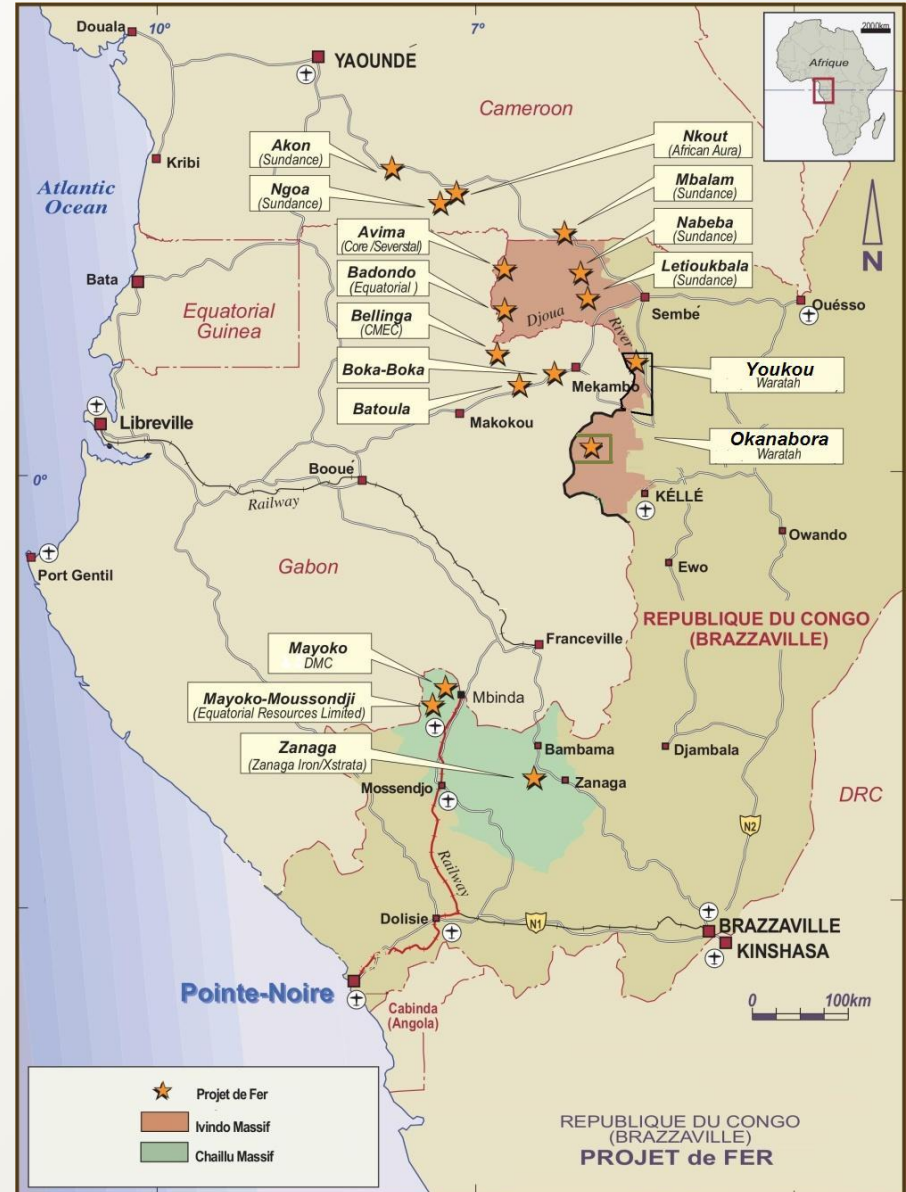 Douala
10°
7°
2000km
Afrique
YAOUNDÉ
Cameroon
Akon
(Sundance)
Nkout
(African Aura)
Kribi
Ngoa
(Sundance)
Mbalam
(Sundance)
Atlantic
Ocean
Avima
(Core /Severstal)
Nabeba
(Sundance)
N
Bata
Badondo
(Equatorial )
Letioukbala
(Sundance)
Equatorial
Guinea
Djoua
River
Sembé
Ouésso
Bellinga
(CMEC)
Boka-Boka
Mekambo
Youkou
Waratah
Batoula
Makokou
Libreville
Okanabora
Waratah
Booué
0°
Railway
KÉLLÉ
Owando
Port Gentil
Gabon
Ewo
REPUBLIQUE DU CONGO
(BRAZZAVILLE)
Franceville
Mayoko
DMC
Mbinda
Mayoko-Moussondji
(Equatorial Resources Limited)
Bambama
Djambala
Zanaga
(Zanaga Iron/Xstrata)
Zanaga
Mossendjo
DRC
N2
Railway
Dolisie
N1
BRAZZAVILLE
KINSHASA
Pointe-Noire
Cabinda
(Angola)
0 100km
Projet de Fer
Ivindo Massif
Chaillu Massif
REPUBLIQUE DU CONGO
(BRAZZAVILLE)
PROJET de FER